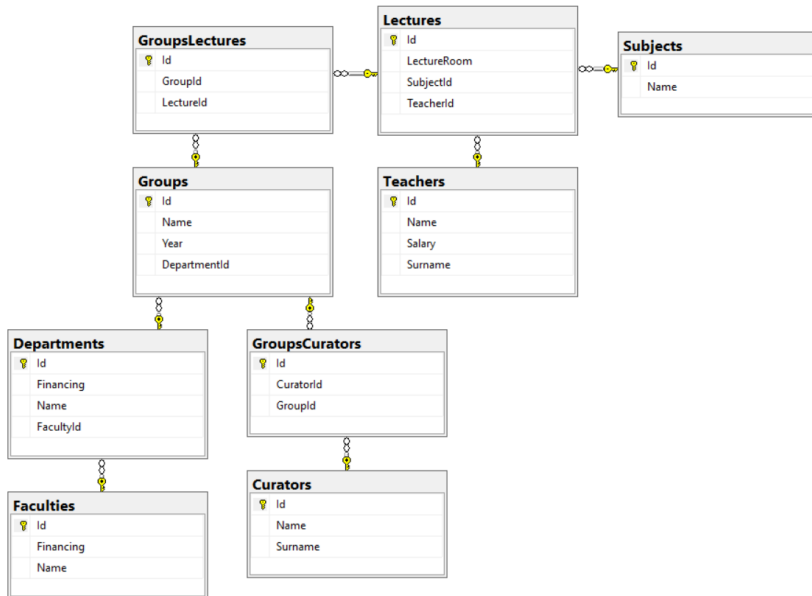 GroupsLectures
Id
GroupId
LectureId
Lectures
Id
LectureRoom
SubjectId
TeacherId
Subjects
Id
Name
Groups
Id
Name
Year
DepartmentId
Teachers
Id
Name
Salary
Surname
Departments
Id
Financing
Name
FacultyId
GroupsCurators
Id
CuratorId
GroupId
Faculties
Id
Financing
Name
Curators
Id
Name
Surname